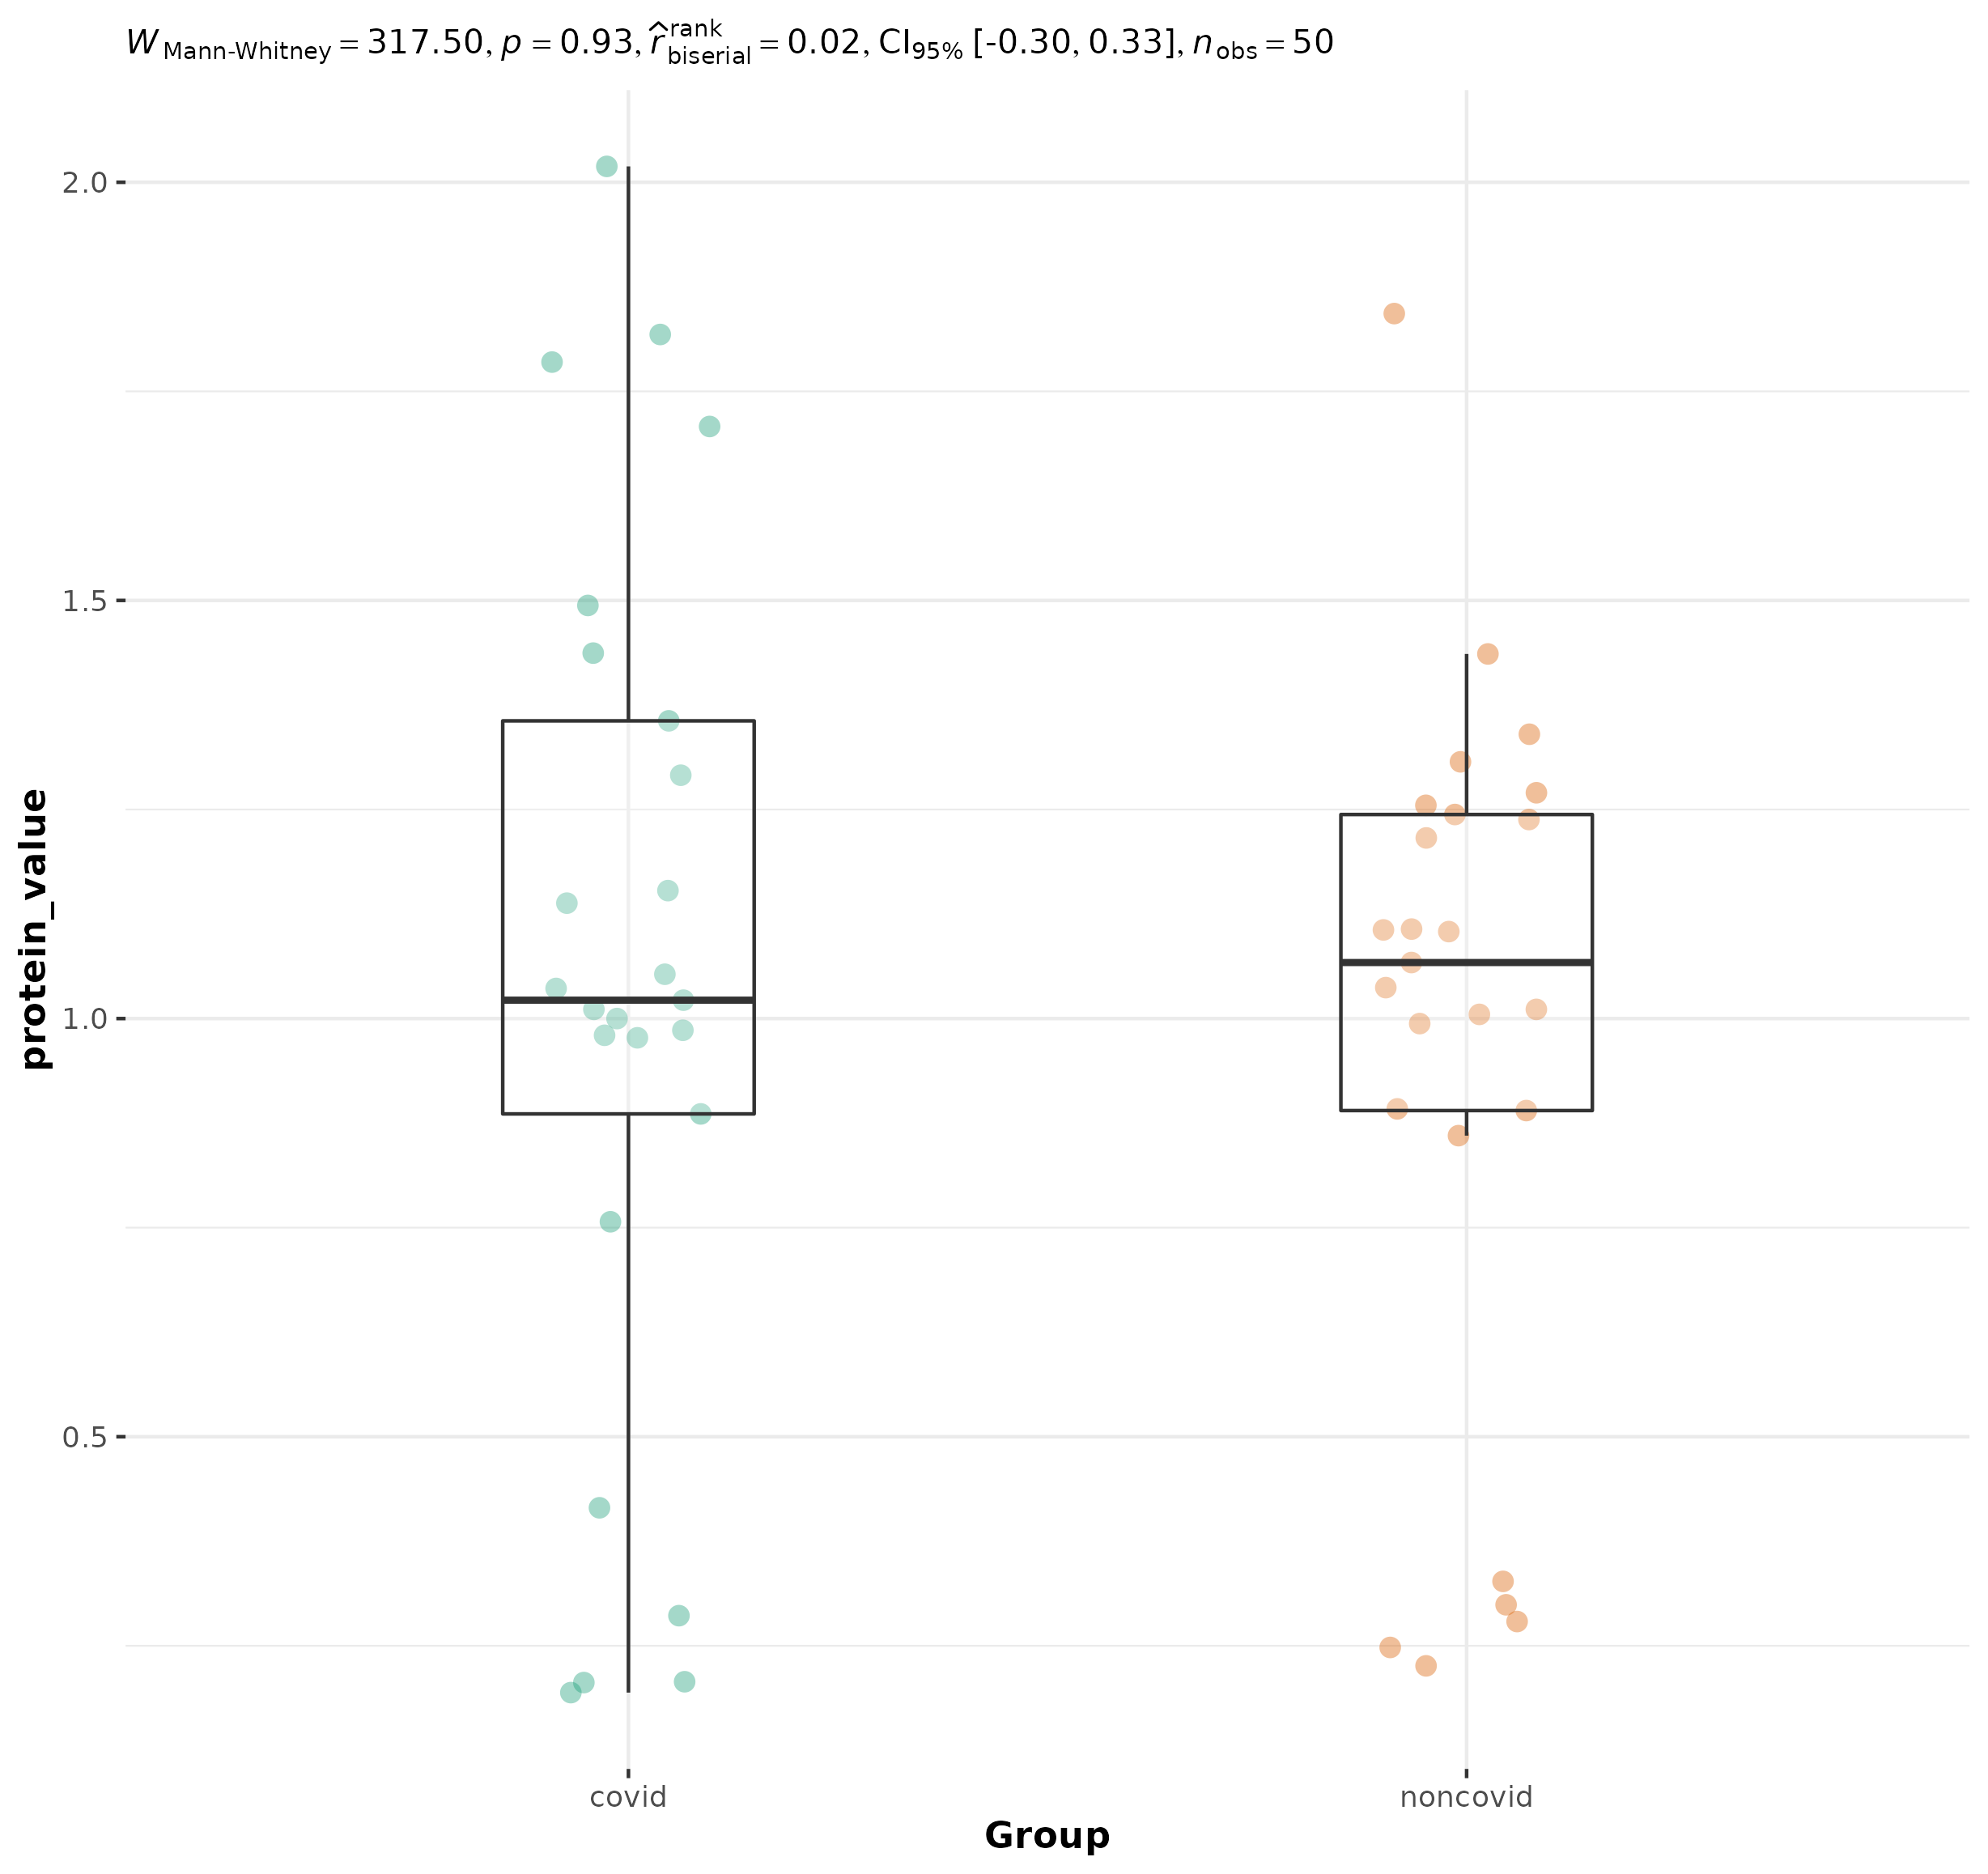 W Mann-Whitney = 317.50, p = 0.93, r̂ rank biserial = 0.02, CI95% [-0.30, 0.33], n obs = 50
2.0
1.5
1.0
0.5
protein_value
covid noncovid
Group